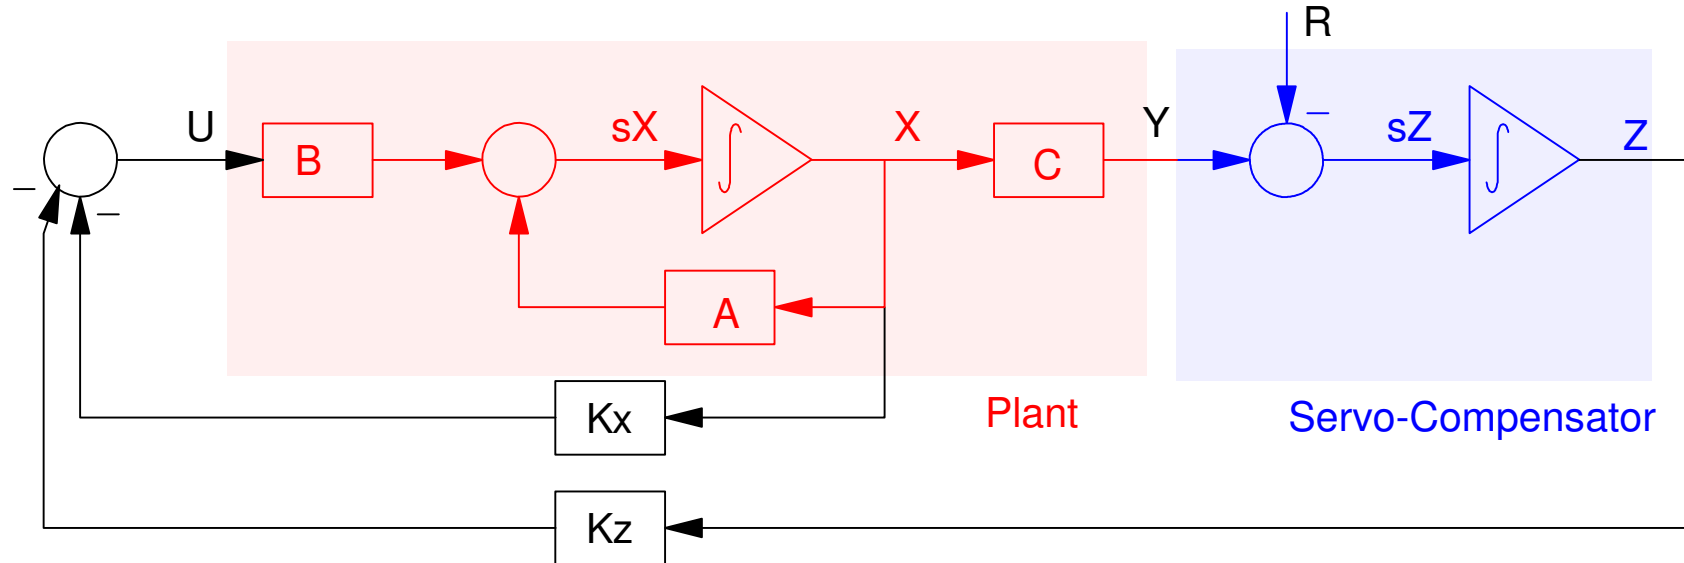 R
U
B
sX
∫
X
C
Y
–
sZ
∫
Z
–
–
A
Kx
Plant
Servo-Compensator
Kz